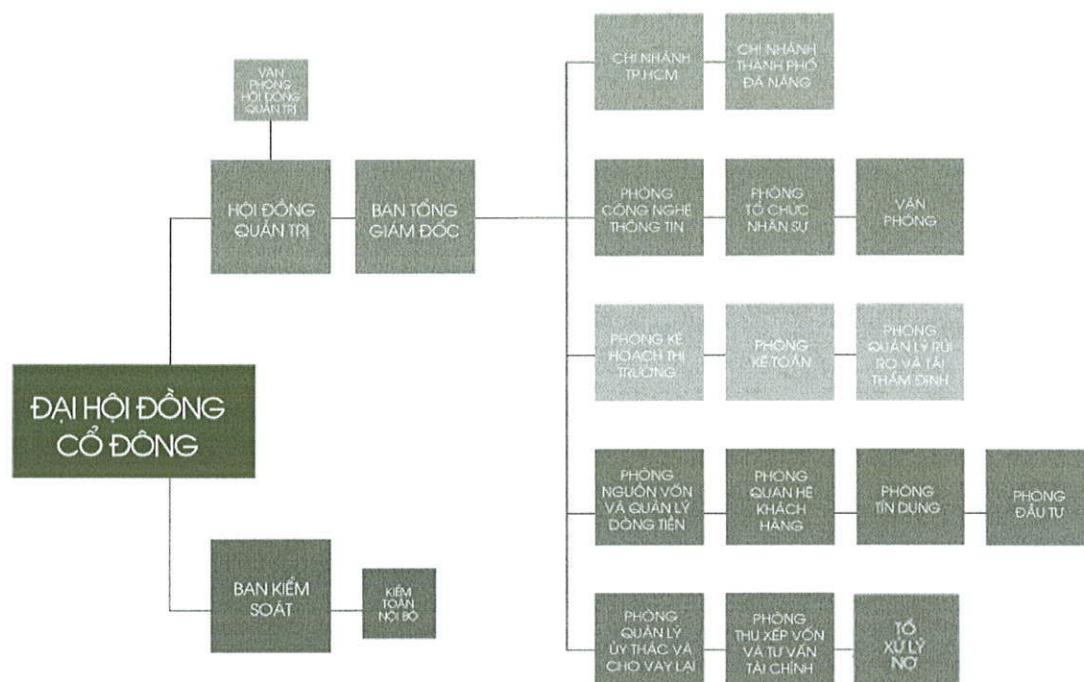 VĂN
PHÒNG
HỘI ĐỒNG
QUẢN TRỊ
HỘI ĐỒNG
QUẢN TRỊ
BAN TỔNG
GIÁM ĐỐC
ĐẠI HỘI ĐỒNG
CỔ ĐÔNG
BAN KIỂM
SOÁT
KIỂM
TOÁN
NỘI BỘ
CHI NHÁNH
TP.HCM
CHI NHÁNH
THÀNH PHỐ
ĐÀ NẴNG
PHÒNG
CÔNG NGHỆ
THÔNG TIN
PHÒNG
TỔ CHỨC
NHÂN SỰ
VĂN
PHÒNG
PHÒNG KẾ
HOẠCH THỊ
TRƯỜNG
PHÒNG
KẾ TOÁN
PHÒNG
QUẢN LÝ RỦI
RO VÀ TÁI
THẨM ĐỊNH
PHÒNG
NGUỒN VỐN
VÀ QUẢN LÝ
DÒNG TIỀN
PHÒNG
QUAN HỆ
KHÁCH
HÀNG
PHÒNG
TÍN DỤNG
PHÒNG
ĐẦU TƯ
PHÒNG
QUẢN LÝ
ỦY THÁC VÀ
CHO VAY LẠI
PHÒNG
THU XẾP VỐN
VÀ TƯ VẤN
TÀI CHÍNH
TỔ
XỬ LÝ
NỢ